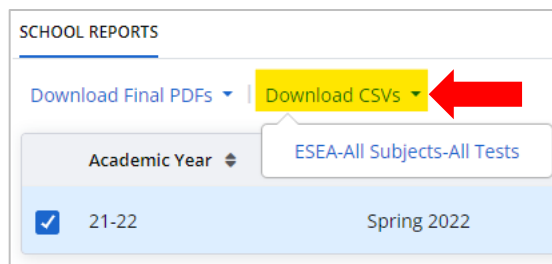 SCHOOL REPORTS
Download Final PDFs | Download CSVs
ESEA-All Subjects-All Tests
Academic Year
21-22 Spring 2022